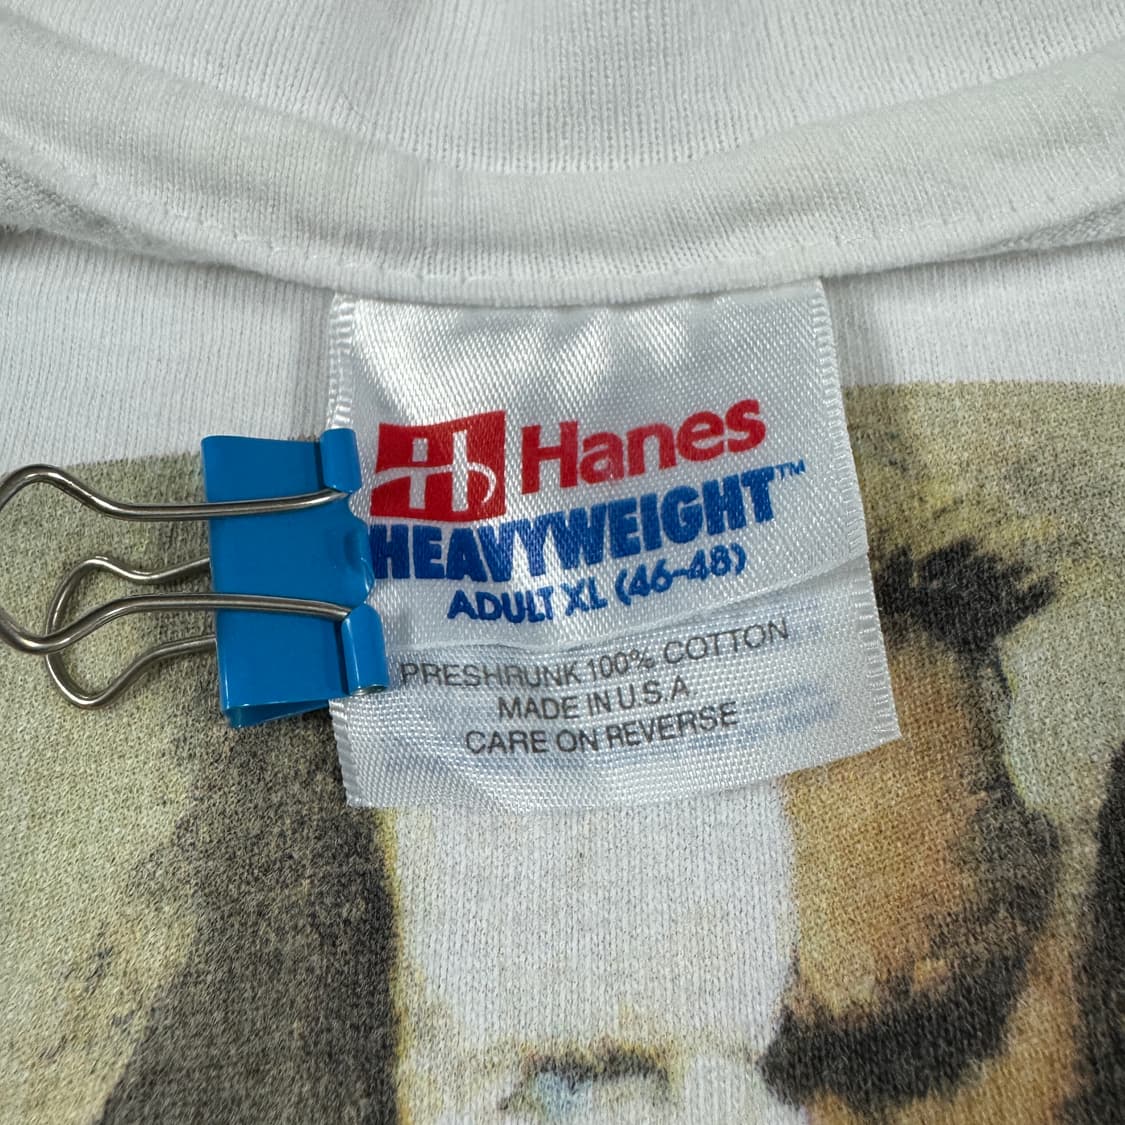 Hanes
HEAVYWEIGHT™
ADULT XL (46-48)
PRESHRUNK 100% COTTON
MADE IN U.S.A
CARE ON REVERSE